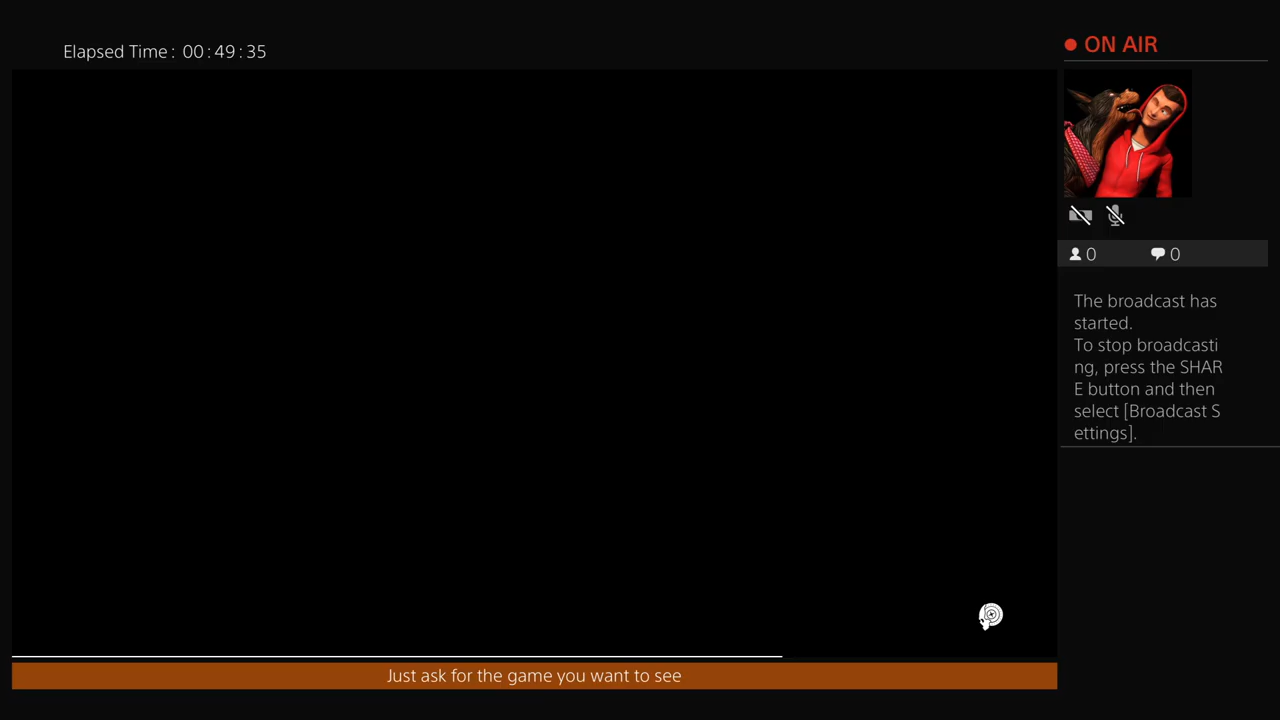 Elapsed Time : 00 : 49 : 35
ON AIR
0 0
The broadcast has
started.
To stop broadcasti
ng, press the SHAR
E button and then
select [Broadcast S
ettings].
Just ask for the game you want to see